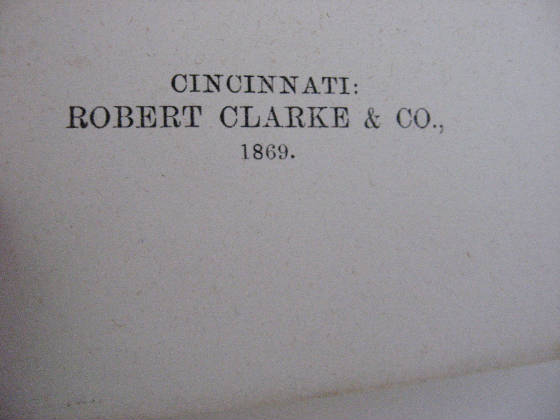 CINCINNATI:
ROBERT CLARKE & CO.,
1869.